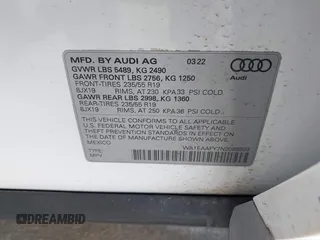 MFD. BY AUDI AG 03.22
GVWR LBS 5489, KG 2490
GAWR FRONT LBS 2756, KG 1250
FRONT-TIRES 235/55 R19
8JX19 RIMS, AT 230 KPA 33 PSI COLD
GAWR REAR LBS 2998, KG 1360
REAR-TIRES 235/55 R19
8JX19 RIMS, AT 250 KPA 36 PSI COLD
Audi
THIS VEHICLE CONFORMS TO ALL APPLICABLE
U.S. FEDERAL MOTOR VEHICLE SAFETY
BUMPER AND THEFT PREVENTION
STANDARDS IN EFFECT ON THE DATE OF
MANUFACTURE SHOWN ABOVE
TYPE:
MPV
MEXICO
DREAMBID